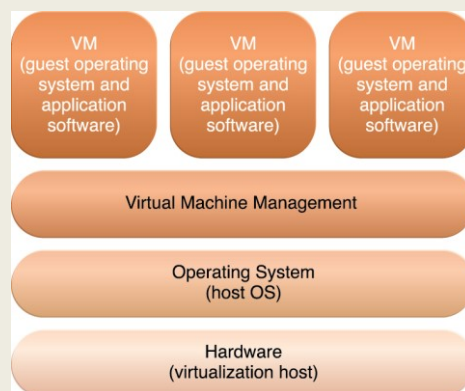 VM
(guest operating
system and
application
software)
VM
(guest operating
system and
application
software)
VM
(guest operating
system and
application
software)
Virtual Machine Management
Operating System
(host OS)
Hardware
(virtualization host)